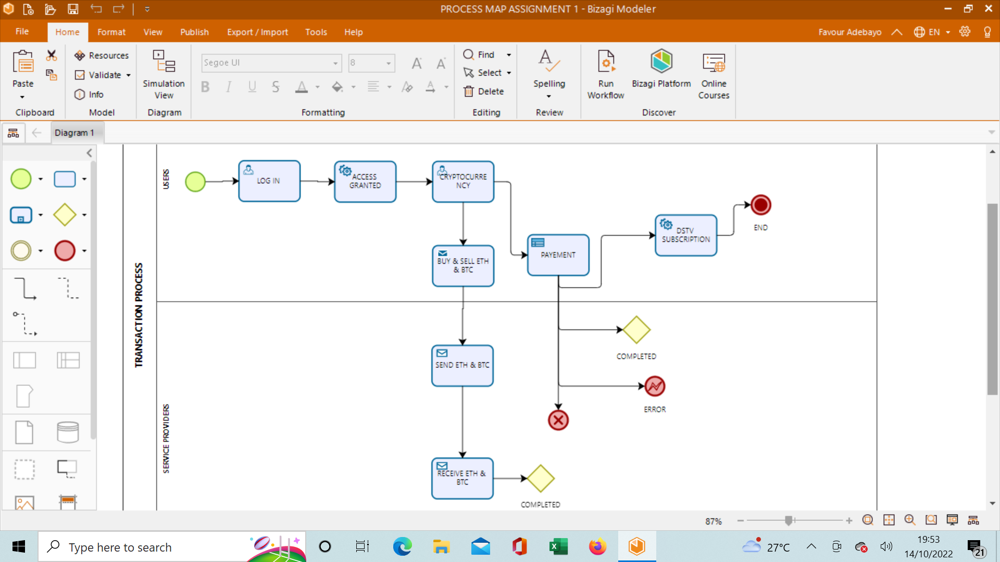 PROCESS MAP ASSIGNMENT 1 - Bizagi Modeler
File
Home
Format
View
Publish
Export / Import
Tools
Help
Favour Adebayo
EN
Paste
Clipboard
Resources
Validate
Info
Model
Simulation
View
Diagram
Segoe UI
8
A
A
B
I
U
S
A
A
Formatting
Find
Select
Delete
Editing
A
Spelling
Review
Run
Workflow
Bizagi Platform
Online
Courses
Discover
Diagram 1
TRANSACTION PROCESS
USERS
LOG IN
ACCESS
GRANTED
CRYPTOCURRE
NCY
BUY & SELL ETH
& BTC
PAYEMENT
DSTV
SUBSCRIPTION
END
SERVICE PROVIDERS
SEND ETH & BTC
COMPLETED
ERROR
RECEIVE ETH &
BTC
COMPLETED
87%
Type here to search
27°C
19:53
14/10/2022
21